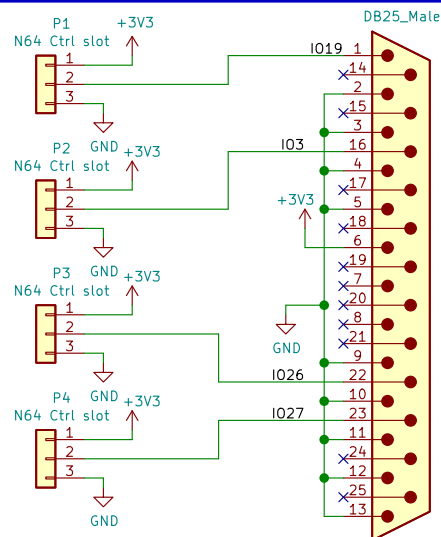 P1
N64 Ctrl slot
+3V3
1
2
3
GND
P2
N64 Ctrl slot
+3V3
1
2
3
GND
P3
N64 Ctrl slot
+3V3
1
2
3
GND
P4
N64 Ctrl slot
+3V3
1
2
3
GND
DB25_Male
IO19
1
14
2
15
3
IO3
16
4
17
5
18
+3V3
6
19
7
20
GND
8
21
9
IO26
22
10
IO27
23
11
24
12
25
13